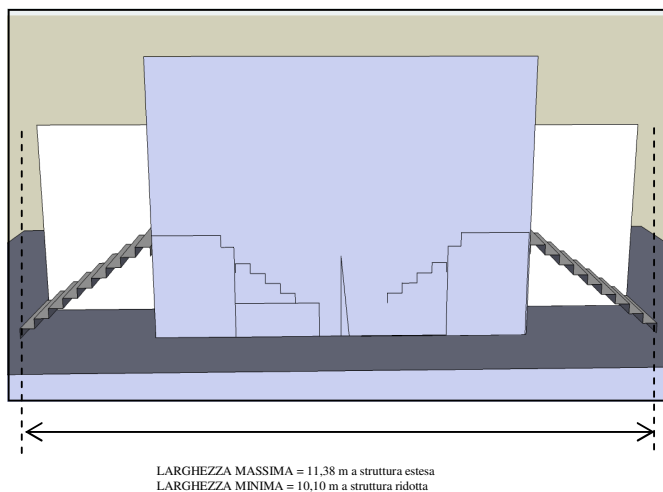 LARGHEZZA MASSIMA = 11,38 m a struttura estesa
LARGHEZZA MINIMA = 10,10 m a struttura ridotta